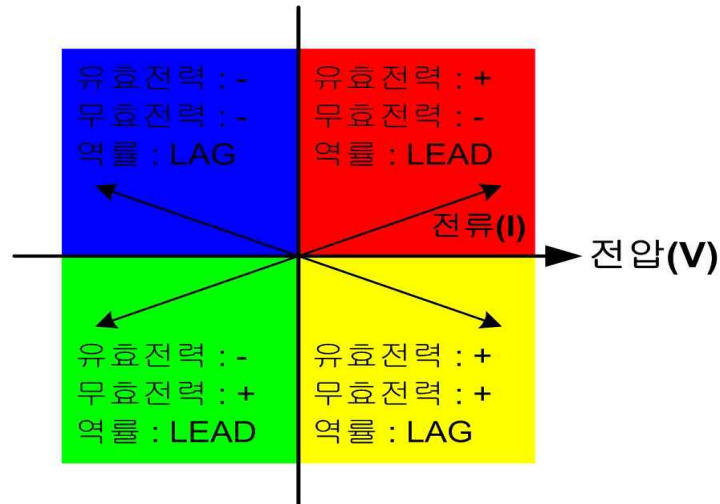 유효전력 : -
무효전력 : -
역률 : LAG
유효전력 : +
무효전력 : -
역률 : LEAD
전류(I)
전압(V)
유효전력 : -
무효전력 : +
역률 : LEAD
유효전력 : +
무효전력 : +
역률 : LAG